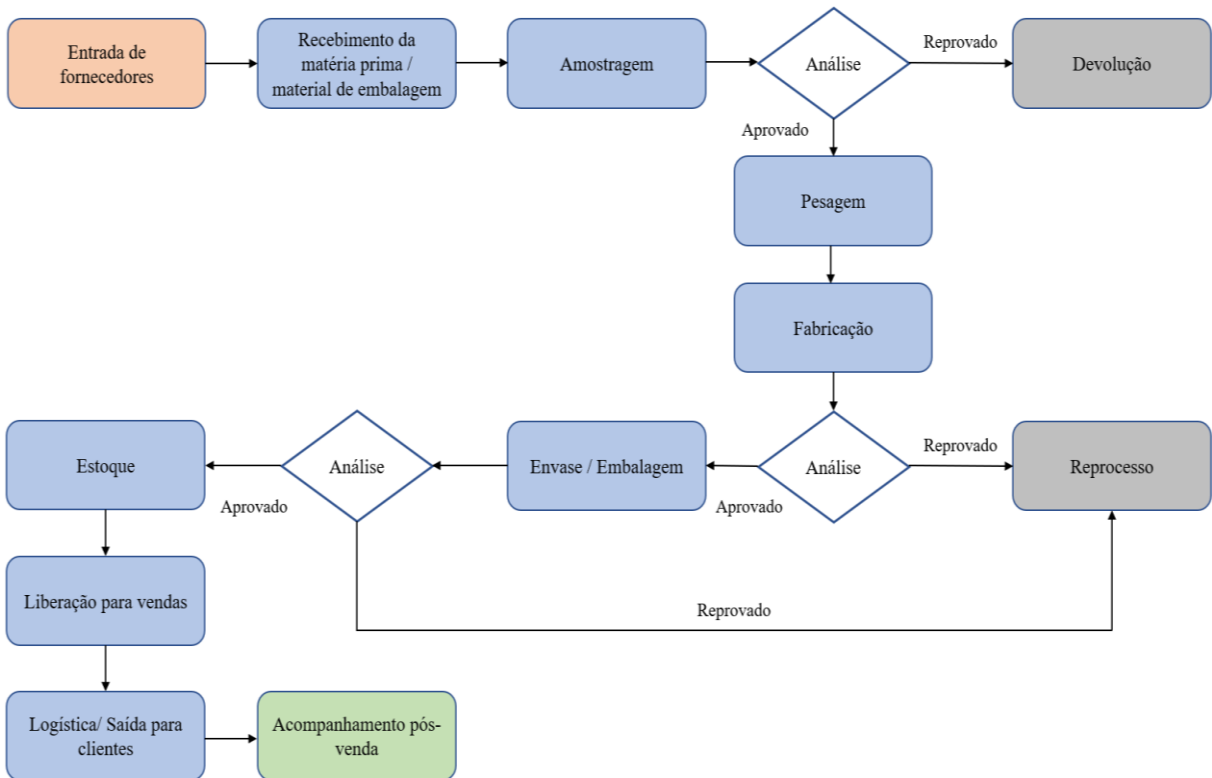 Entrada de
fornecedores
Recebimento da
matéria prima /
material de embalagem
Amostragem
Análise
Reprovado
Devolução
Aprovado
Pesagem
Fabricação
Análise
Reprovado
Reprocesso
Aprovado
Envase / Embalagem
Análise
Aprovado
Estoque
Reprovado
Liberação para vendas
Logística/ Saída para
clientes
Acompanhamento pós-
venda